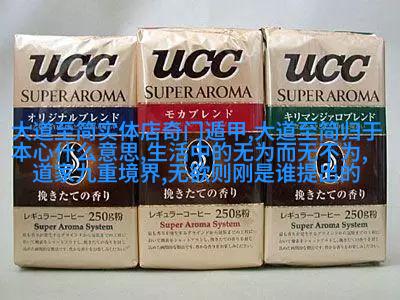 ucc
SUPER AROMA
オリジナルブレンド
挽きたての香り
レギュラーコーヒー 250g粉
Super Aroma System
ucc
SUPER AROMA
モカブレンド
挽きたての香り
レギュラーコーヒー 250g粉
Super Aroma System
ucc
SUPER AROMA
キリマンジァロブレンド
挽きたての香り
レギュラーコーヒー 250g粉
Super Aroma System
大道至简实体店奇门遁甲-大道至简归于
本心什么意思,生活中的无为而无不为,
道家九重境界,无欲则刚是谁提出的